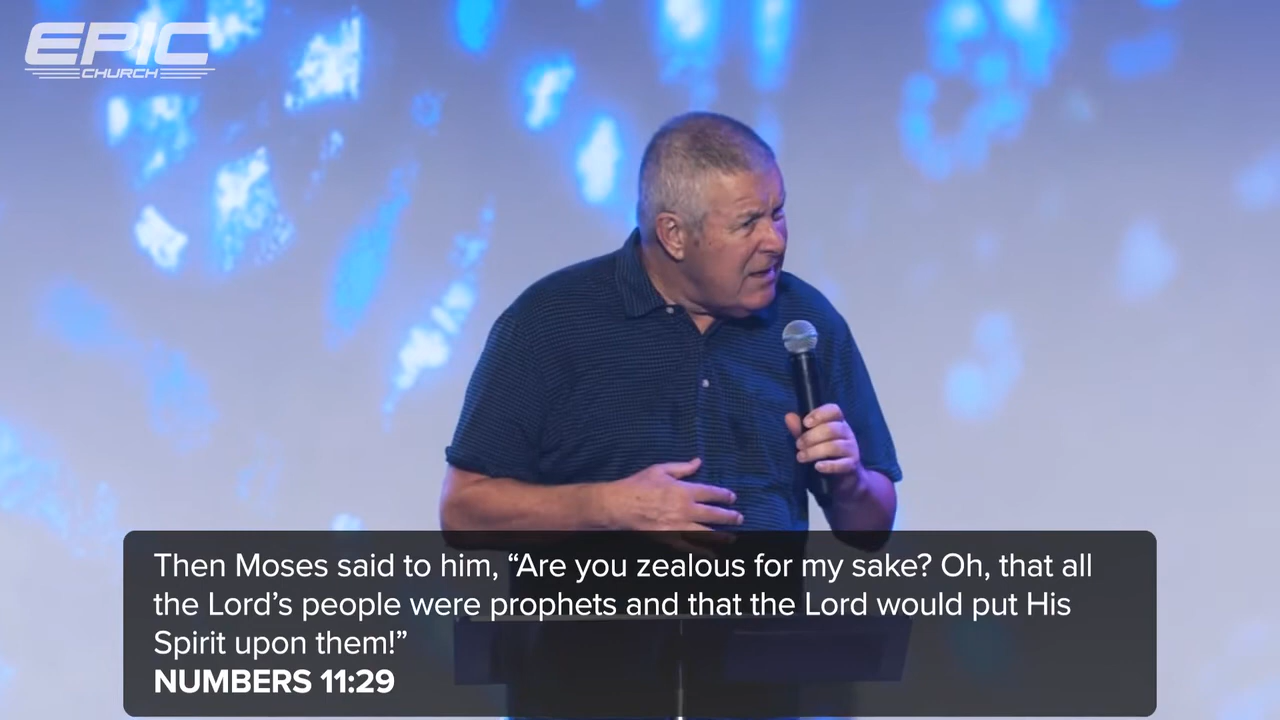 EPIC
CHURCH
Then Moses said to him, “Are you zealous for my sake? Oh, that all
the Lord’s people were prophets and that the Lord would put His
Spirit upon them!”
NUMBERS 11:29